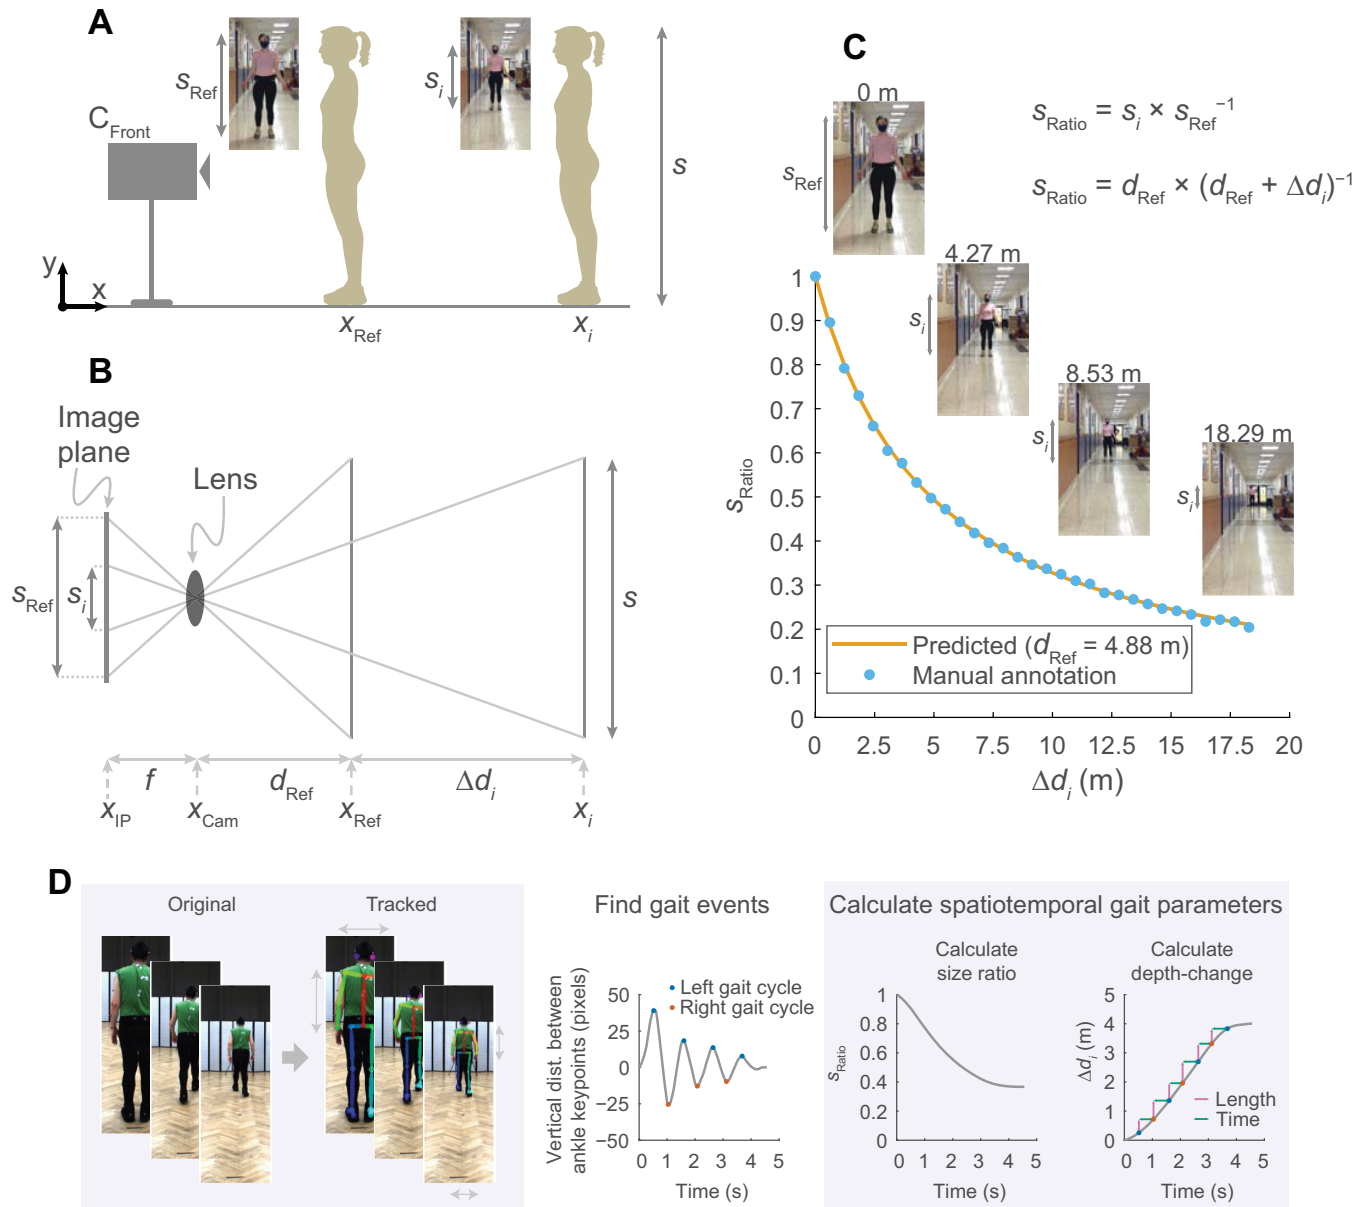 A
s_Ref
s_i
C_Front
s
y
x
x_Ref
x_i
B
Image
plane
Lens
s_Ref
s_i
s
f
d_Ref
Δd_i
x_IP
x_Cam
x_Ref
x_i
C
0 m
s_Ratio = s_i × s_Ref⁻¹
s_Ratio = d_Ref × (d_Ref + Δd_i)⁻¹
s_Ref
4.27 m
s_i
8.53 m
s_i
18.29 m
s_i
1
0.9
0.8
0.7
0.6
0.5
0.4
0.3
0.2
0.1
0
s_Ratio
Predicted (d_Ref = 4.88 m)
Manual annotation
0 2.5 5 7.5 10 12.5 15 17.5 20
Δd_i (m)
D
Original
Tracked
Find gait events
Left gait cycle
Right gait cycle
Vertical dist. between
ankle keypoints (pixels)
50
25
0
−25
−50
0 1 2 3 4 5
Time (s)
Calculate spatiotemporal gait parameters
Calculate
size ratio
s_Ratio
1
0.8
0.6
0.4
0.2
0
0 1 2 3 4 5
Time (s)
Calculate
depth-change
Δd_i (m)
5
4
3
2
1
0
Length
Time
0 1 2 3 4 5
Time (s)